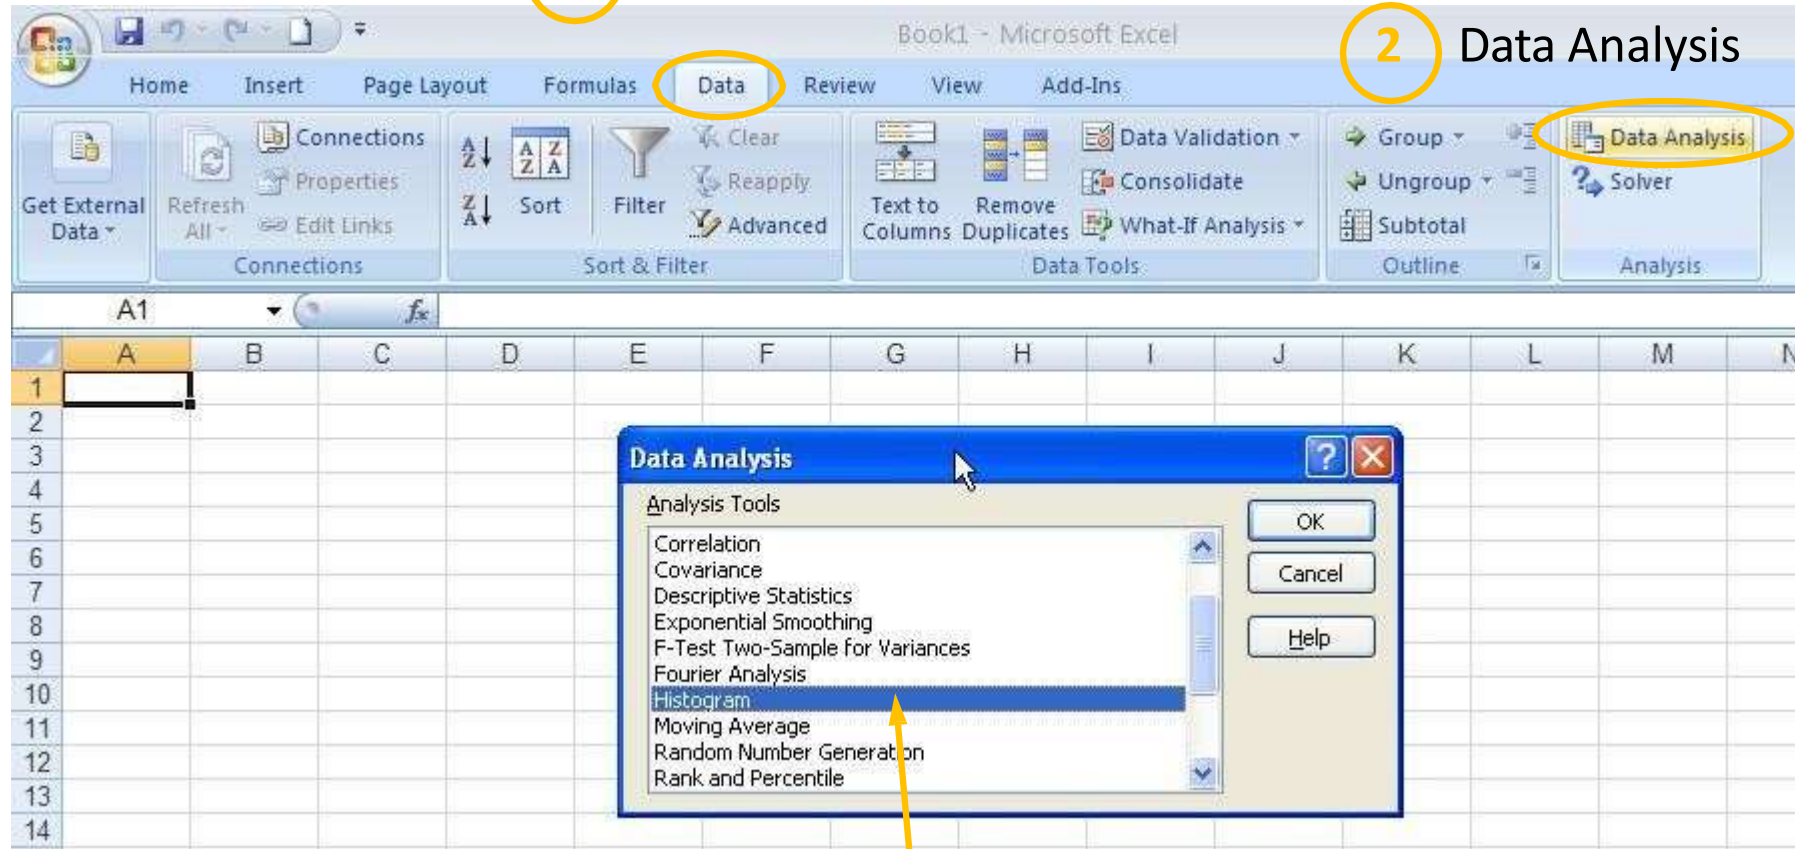 Book1 - Microsoft Excel
2 Data Analysis
Home Insert Page Layout Formulas Data Review View Add-Ins
Get External Data
Refresh All
Connections
Properties
Edit Links
Connections
A Z
Z A
A Z
Z A
Sort
Filter
Clear
Reapply
Advanced
Sort & Filter
Text to Columns
Remove Duplicates
Data Validation
Consolidate
What-If Analysis
Data Tools
Group
Ungroup
Subtotal
Outline
Data Analysis
Solver
Analysis
A1 fx
A B C D E F G H I J K L M N
1
2
3
4
5
6
7
8
9
10
11
12
13
14
Data Analysis
Analysis Tools
Correlation
Covariance
Descriptive Statistics
Exponential Smoothing
F-Test Two-Sample for Variances
Fourier Analysis
Histogram
Moving Average
Random Number Generation
Rank and Percentile
OK
Cancel
Help